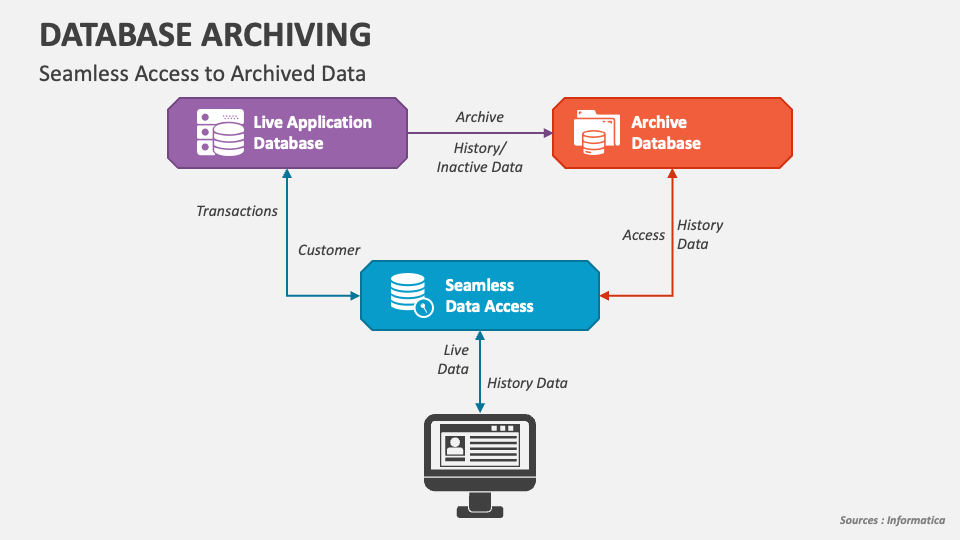 DATABASE ARCHIVING
Seamless Access to Archived Data
Live Application
Database
Archive
History/
Inactive Data
Archive
Database
Transactions
Customer
Access
History
Data
Seamless
Data Access
Live
Data
History Data
Sources : Informatica